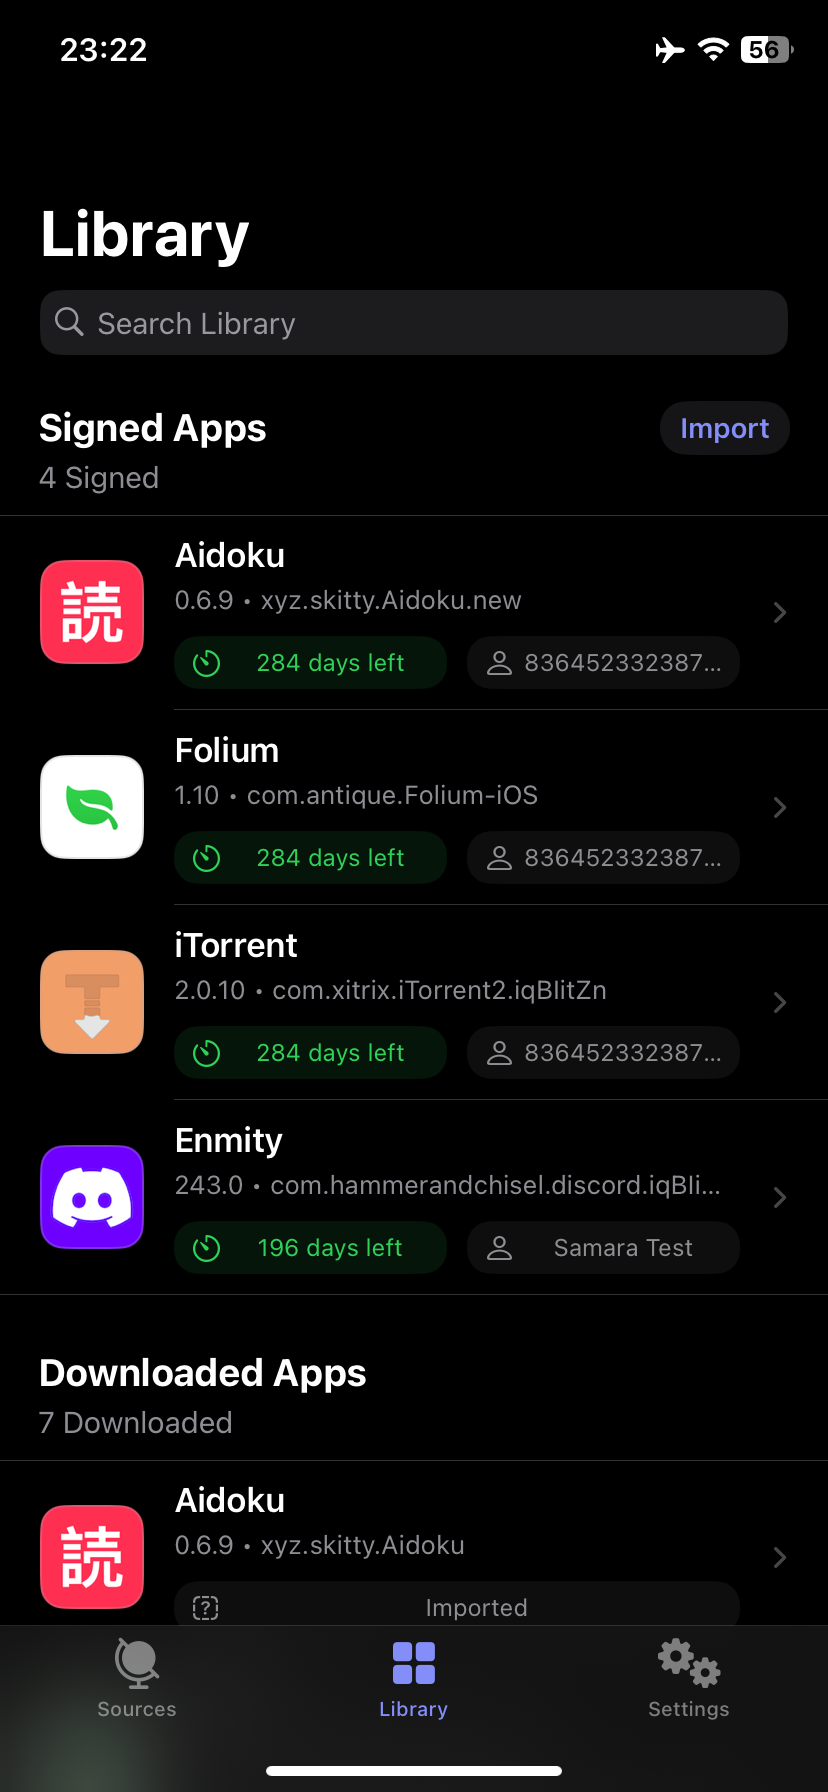 23:22
56
Library
Search Library
Signed Apps
Import
4 Signed
読
Aidoku
0.6.9 • xyz.skitty.Aidoku.new
284 days left
836452332387...
Folium
1.10 • com.antique.Folium-iOS
284 days left
836452332387...
iTorrent
2.0.10 • com.xitrix.iTorrent2.iqBlitZn
284 days left
836452332387...
Enmity
243.0 • com.hammerandchisel.discord.iqBli...
196 days left
Samara Test
Downloaded Apps
7 Downloaded
読
Aidoku
0.6.9 • xyz.skitty.Aidoku
Imported
Sources
Library
Settings